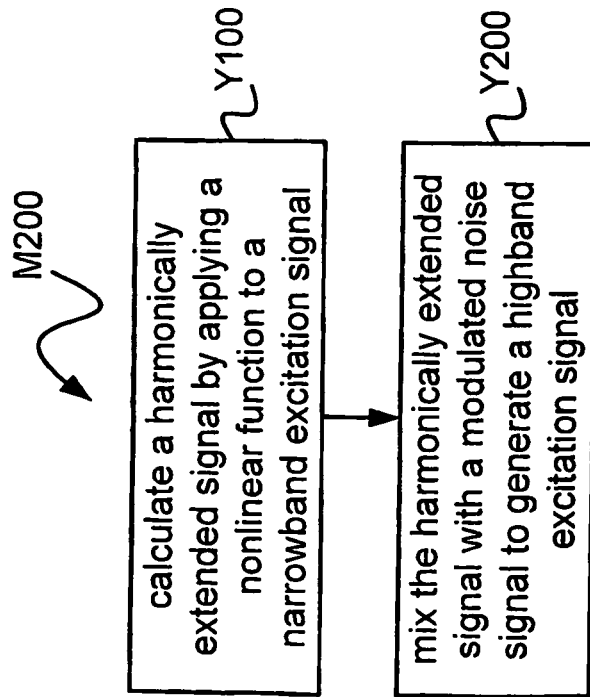 M200
calculate a harmonically
extended signal by applying a
nonlinear function to a
narrowband excitation signal
Y100
mix the harmonically extended
signal with a modulated noise
signal to generate a highband
excitation signal
Y200